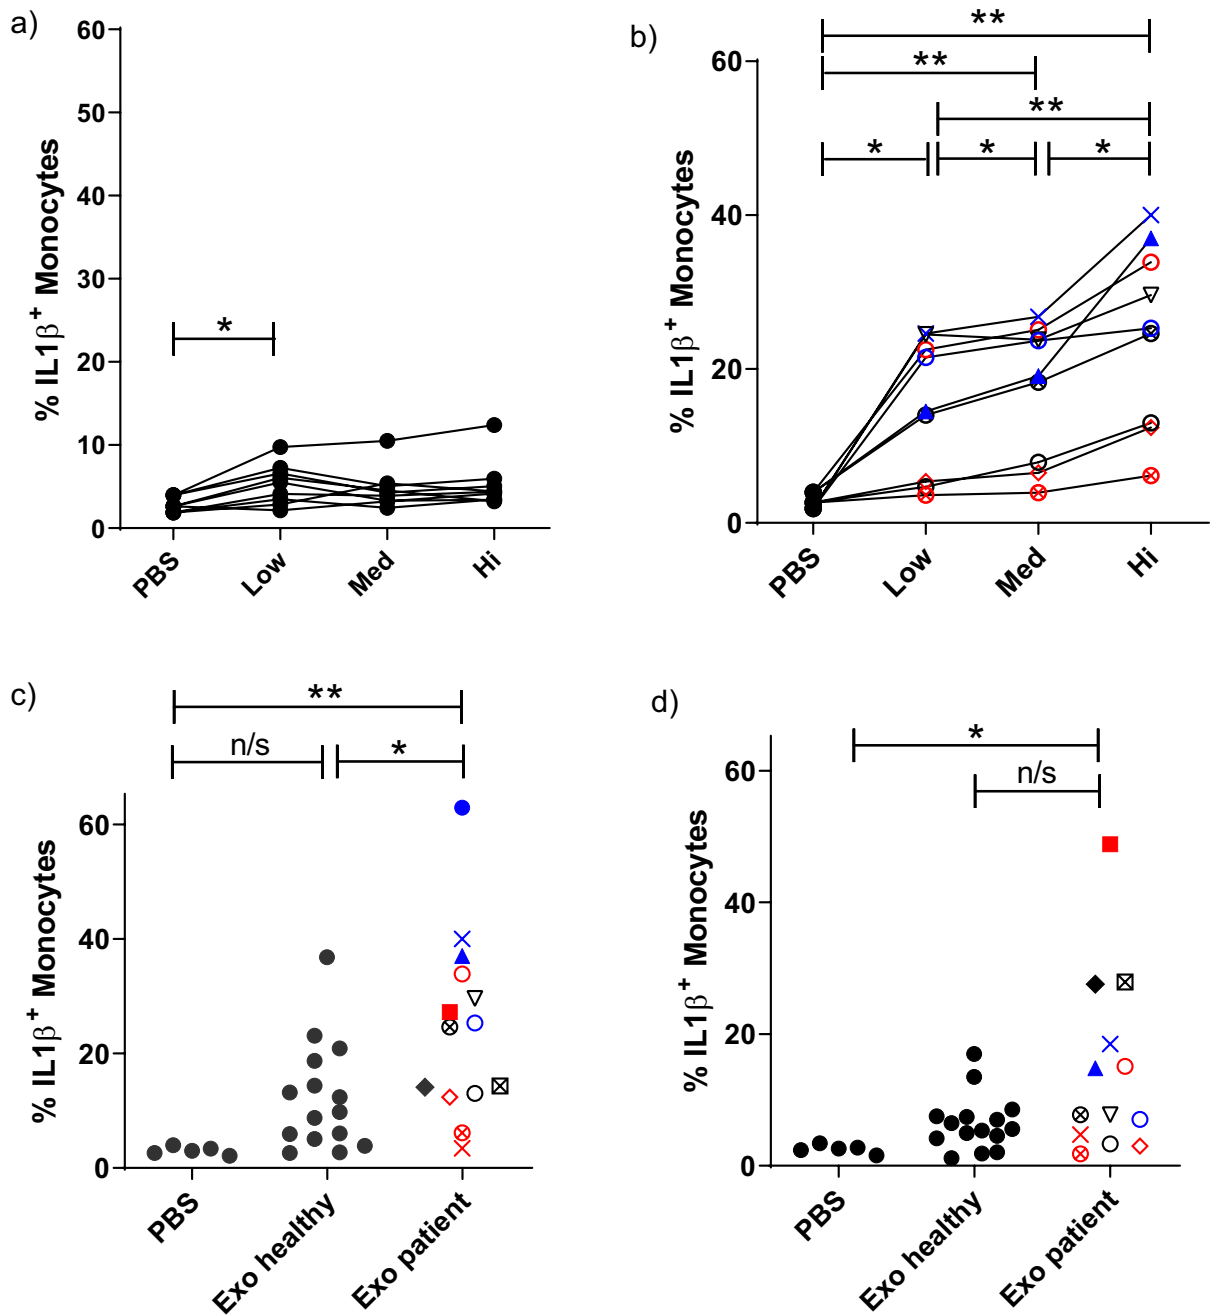 a)
60
50
40
30
20
10
0
% IL1β+ Monocytes
*
PBS
Low
Med
Hi
b)
**
**
**
* * *
60
40
20
0
% IL1β+ Monocytes
PBS
Low
Med
Hi
c)
**
n/s *
60
40
20
0
% IL1β+ Monocytes
PBS
Exo healthy
Exo patient
d)
*
n/s
60
40
20
0
% IL1β+ Monocytes
PBS
Exo healthy
Exo patient